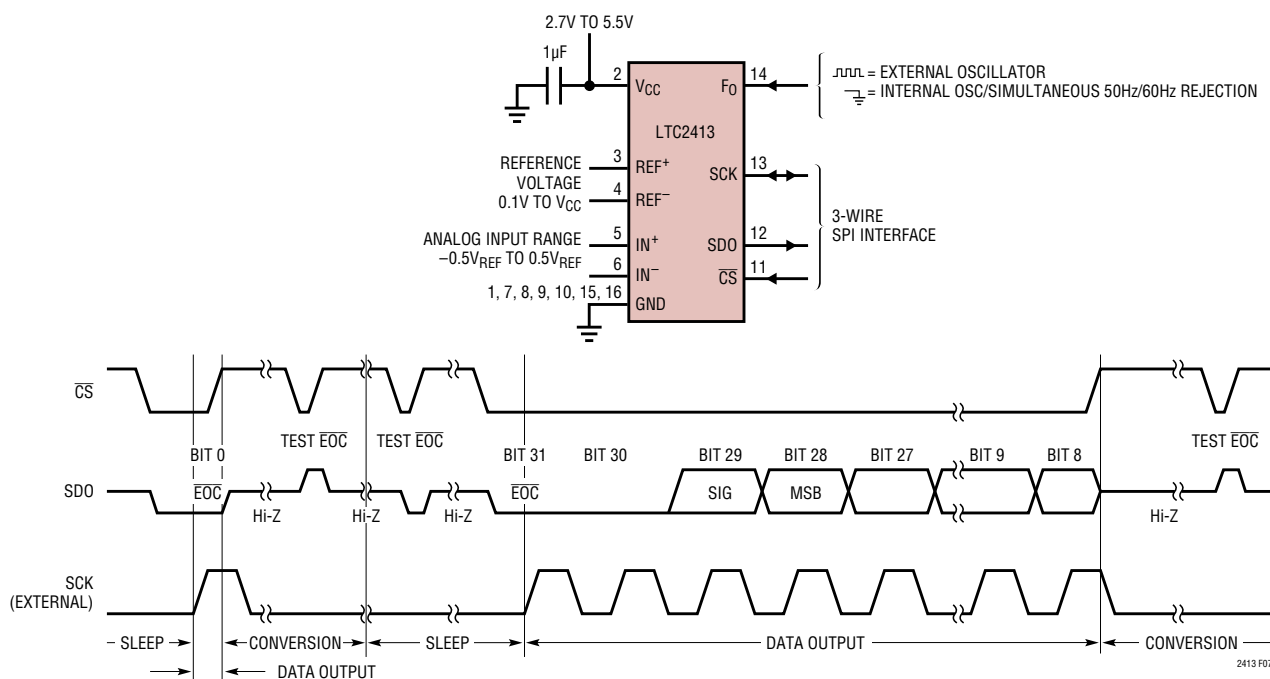 2.7V TO 5.5V
1µF
2
VCC
FO
14
= EXTERNAL OSCILLATOR
= INTERNAL OSC/SIMULTANEOUS 50Hz/60Hz REJECTION
LTC2413
REFERENCE
VOLTAGE
0.1V TO VCC
3
REF+
4
REF−
SCK
13
3-WIRE
SPI INTERFACE
ANALOG INPUT RANGE
−0.5VREF TO 0.5VREF
5
IN+
6
IN−
SDO
12
CS
11
1, 7, 8, 9, 10, 15, 16
GND
CS
TEST EOC
TEST EOC
TEST EOC
BIT 0
BIT 31
BIT 30
BIT 29
BIT 28
BIT 27
BIT 9
BIT 8
SDO
EOC
EOC
SIG
MSB
Hi-Z
Hi-Z
Hi-Z
Hi-Z
SCK
(EXTERNAL)
SLEEP
CONVERSION
SLEEP
DATA OUTPUT
CONVERSION
DATA OUTPUT
2413 F07